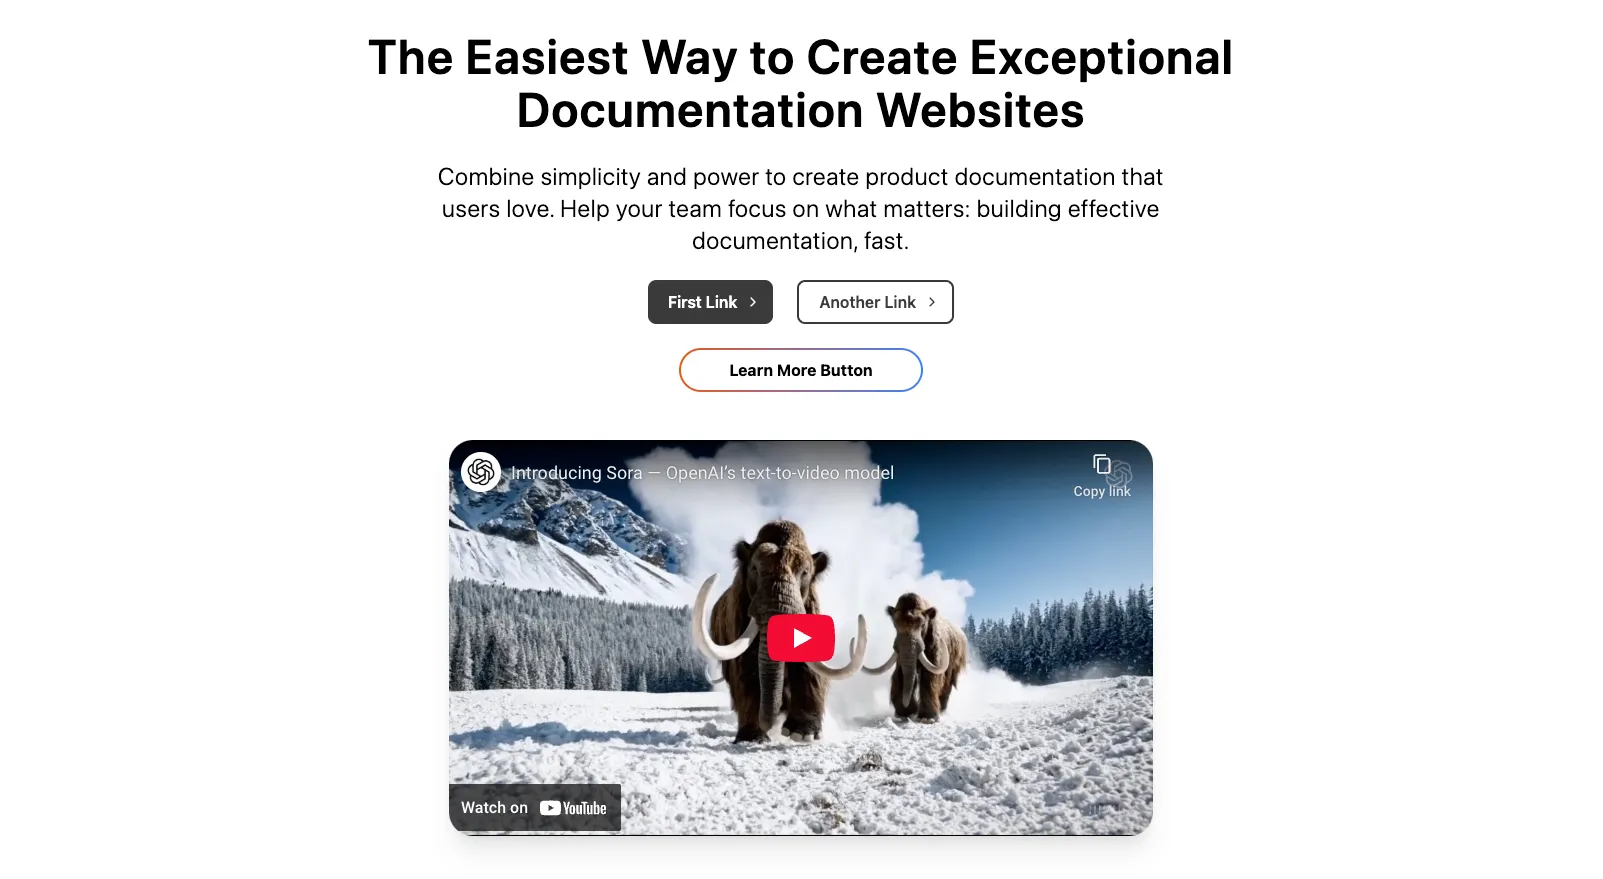 The Easiest Way to Create Exceptional
Documentation Websites
Combine simplicity and power to create product documentation that
users love. Help your team focus on what matters: building effective
documentation, fast.
First Link
Another Link
Learn More Button
Introducing Sora — OpenAI’s text-to-video model
Copy link
Watch on YouTube